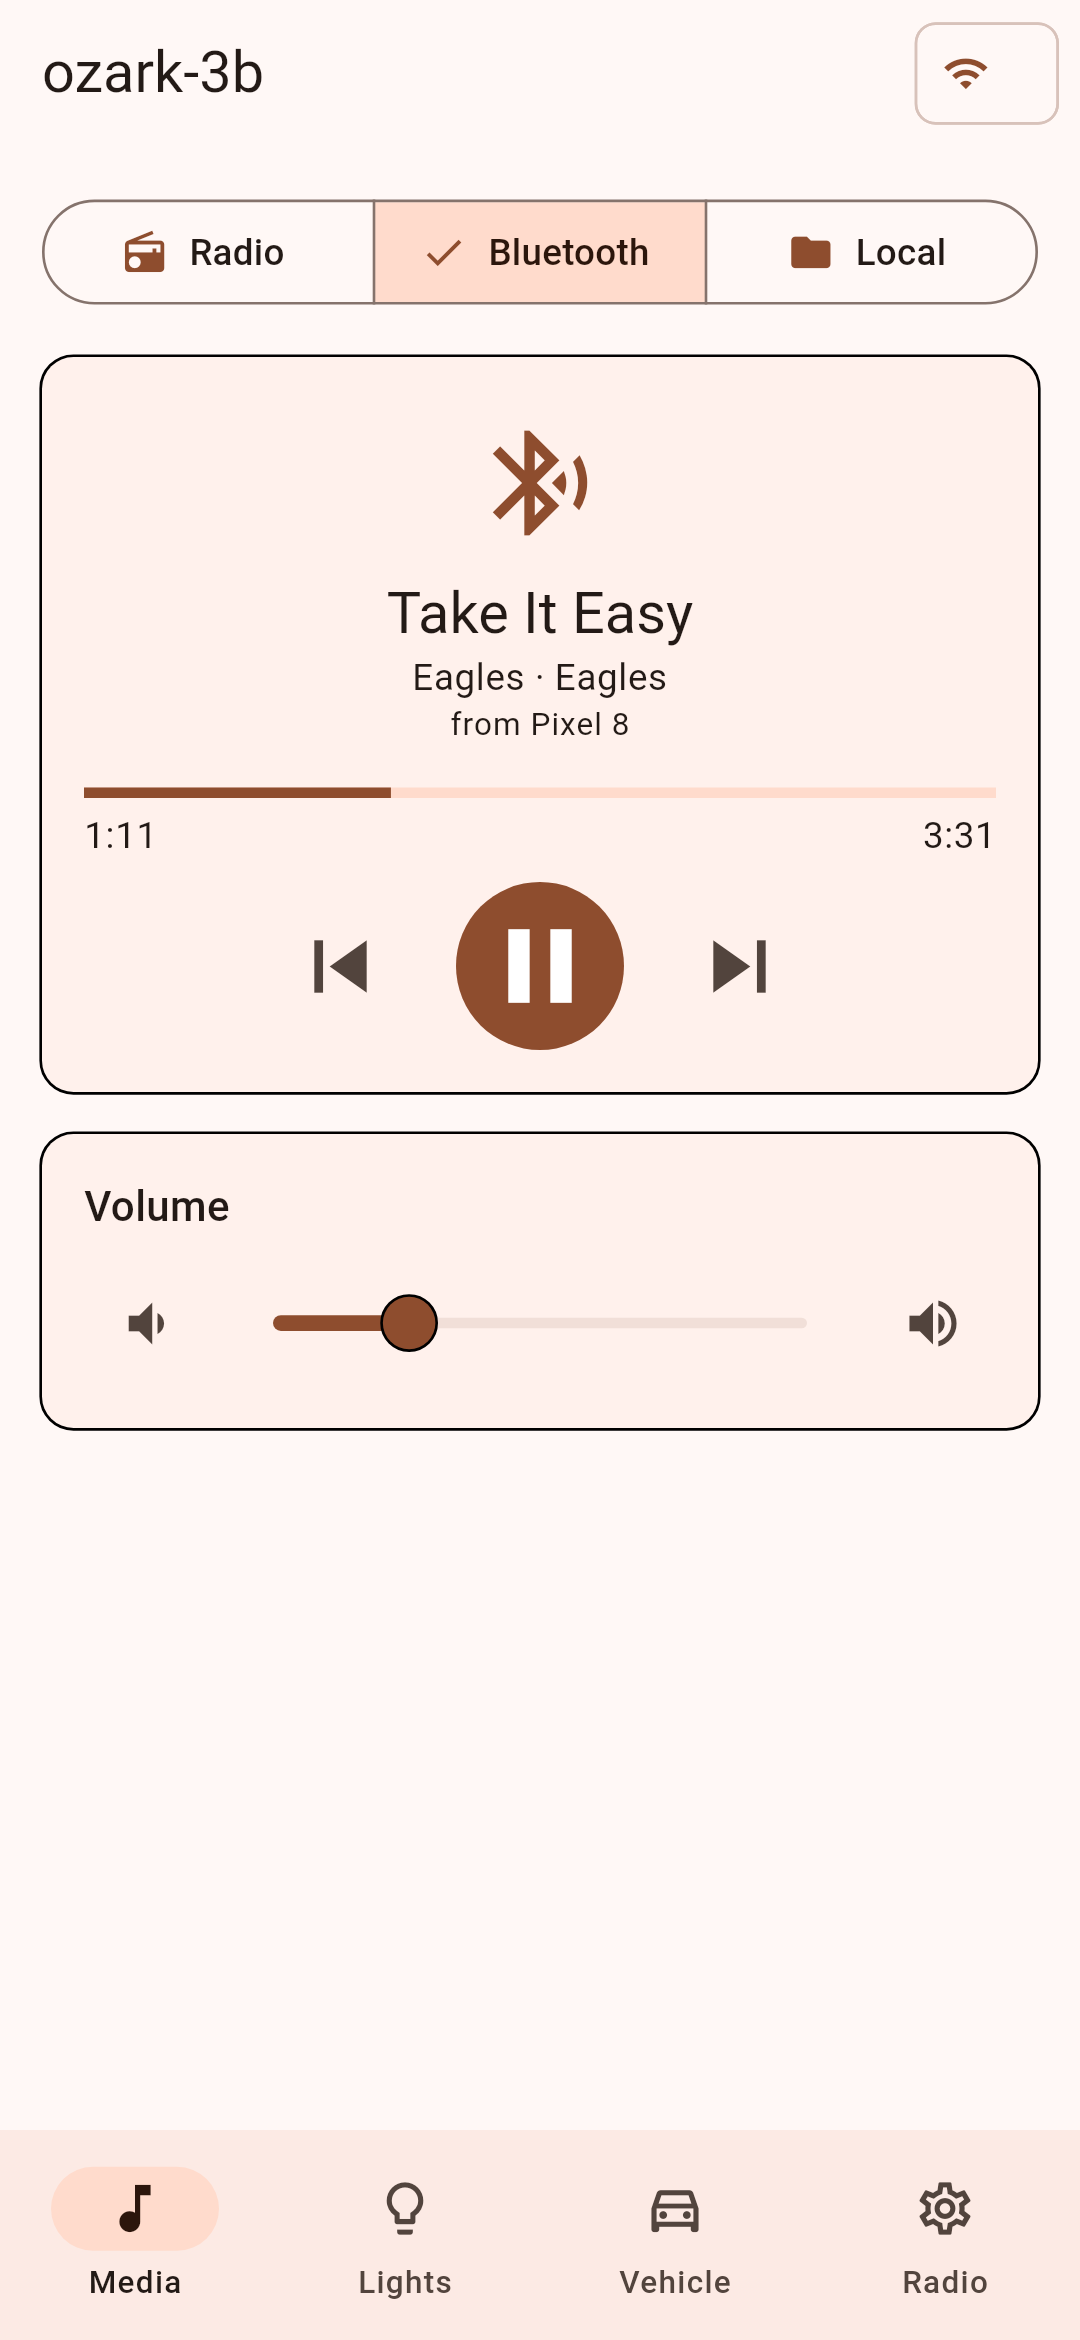 ozark-3b
Radio
Bluetooth
Local
Take It Easy
Eagles · Eagles
from Pixel 8
1:11
3:31
Volume
Media
Lights
Vehicle
Radio